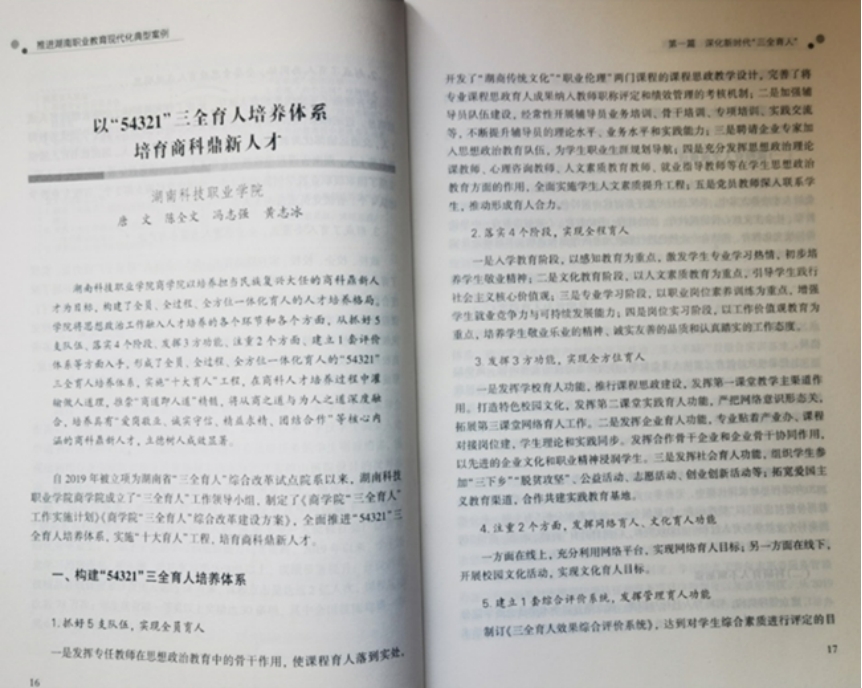 推进湖南职业教育现代化典型案例
以“54321”三全育人培养体系
培育商科鼎新人才
湖南科技职业学院
唐 文 陈全文 冯志强 黄志冰
湖南科技职业学院商学院以培养担当民族复兴大任的商科鼎新人
才为目标，构建了全员、全过程、全方位一体化育人的人才培养格局。
学院将思想政治工作融入人才培养的各个环节和各个方面，从抓好5
支队伍、落实4个阶段、发挥3方功能、注重2个方面、建立1套评价
体系等方面入手，形成了全员、全过程、全方位一体化育人的“54321”
三全育人培养体系，实施“十大育人”工程，在商科人才培养过程中灌
输做人道理，推崇“商道即人道”精髓，将从商之道与为人之道深度融
合，培养具有“爱岗敬业、诚实守信、精益求精、团结合作”等核心内
涵的商科鼎新人才，立德树人成效显著。
自2019年被立项为湖南省“三全育人”综合改革试点院系以来，湖南科技
职业学院商学院成立了“三全育人”工作领导小组，制定了《商学院“三全育人”
工作实施计划》《商学院“三全育人”综合改革建设方案》，全面推进“54321”三
全育人培养体系，实施“十大育人”工程，培育商科鼎新人才。
一、构建“54321”三全育人培养体系
1.抓好5支队伍，实现全员育人
一是发挥专任教师在思想政治教育中的骨干作用，使课程育人落到实处，
16
第一篇 深化新时代“三全育人”
开发了“湖商传统文化”“职业伦理”两门课程的课程思政教学设计，完善了将
专业课程思政育人成果纳入教师职称评定和绩效管理的考核机制；二是加强辅
导员队伍建设，经常性开展辅导员业务培训、骨干培训、专项培训、实践交流
等，不断提升辅导员的理论水平、业务水平和实践能力；三是聘请企业专家加
入思想政治教育队伍，为学生职业生涯规划导航；四是充分发挥思想政治理论
课教师、心理咨询教师、人文素质教育教师、就业指导教师等在学生思想政治
教育方面的作用，全面实施学生人文素质提升工程；五是党员教师深入联系学
生，推动形成育人合力。
2.落实4个阶段，实现全程育人
一是入学教育阶段，以感知教育为重点，激发学生专业学习热情，初步培
养学生敬业精神；二是文化教育阶段，以人文素质教育为重点，引导学生践行
社会主义核心价值观；三是专业学习阶段，以职业岗位素养训练为重点，增强
学生就业竞争力与可持续发展能力；四是岗位实习阶段，以工作价值观教育为
重点，培养学生敬业乐业的精神、诚实友善的品质和认真踏实的工作态度。
3 发挥3方功能，实现全方位育人
一是发挥学校育人功能，推行课程思政建设，发挥第一课堂教学主渠道作
用。打造特色校园文化，发挥第二课堂实践育人功能，严把网络意识形态关，
拓展第三课堂网络育人工作。二是发挥企业育人功能，专业贴着产业办、课程
对接岗位建，学生理论和实践同步。发挥合作骨干企业和企业骨干协同作用，
以先进的企业文化和职业精神浸润学生。三是发挥社会育人功能，组织学生参
加“三下乡”“脱贫攻坚”、公益活动、志愿活动、创业创新活动等；拓宽爱国主
义教育渠道，合作共建实践教育基地。
4.注重2个方面，发挥网络育人、文化育人功能
一方面在线上，充分利用网络平台，实现网络育人目标；另一方面在线下，
开展校园文化活动，实现文化育人目标。
5.建立1套综合评价系统，发挥管理育人功能
制订《三全育人效果综合评价系统》，达到对学生综合素质进行评定的目
17